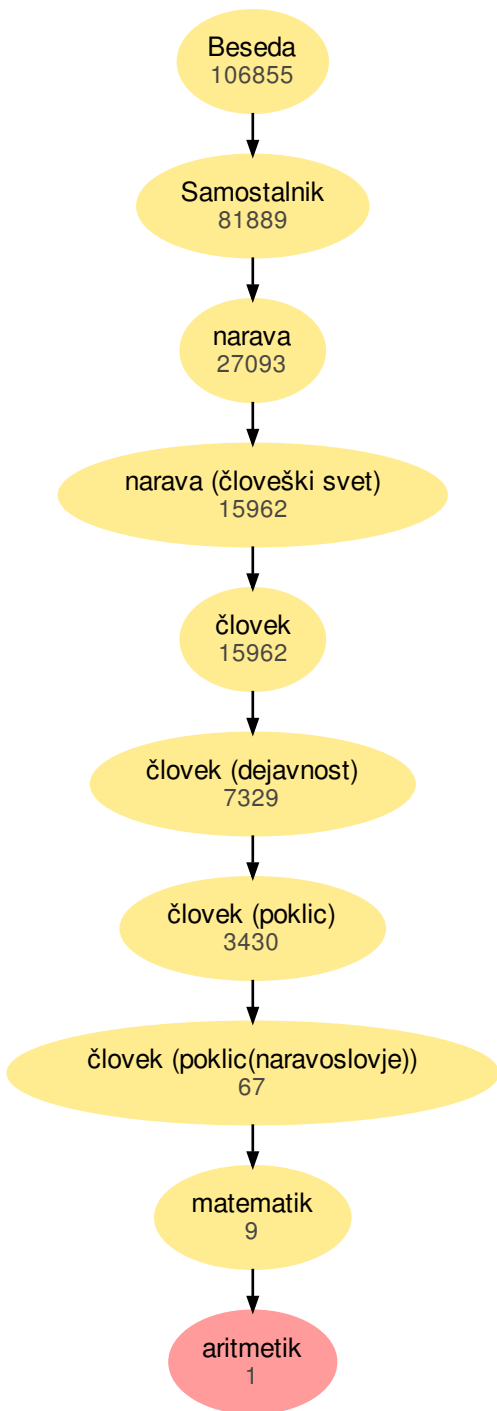 Beseda
106855
Samostalnik
81889
narava
27093
narava (človeški svet)
15962
človek
15962
človek (dejavnost)
7329
človek (poklic)
3430
človek (poklic(naravoslovje))
67
matematik
9
aritmetik
1